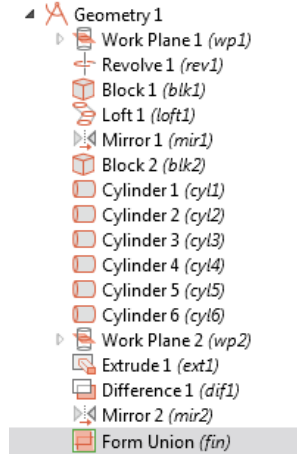 Geometry 1
Work Plane 1 (wp1)
Revolve 1 (rev1)
Block 1 (blk1)
Loft 1 (loft1)
Mirror 1 (mir1)
Block 2 (blk2)
Cylinder 1 (cyl1)
Cylinder 2 (cyl2)
Cylinder 3 (cyl3)
Cylinder 4 (cyl4)
Cylinder 5 (cyl5)
Cylinder 6 (cyl6)
Work Plane 2 (wp2)
Extrude 1 (ext1)
Difference 1 (dif1)
Mirror 2 (mir2)
Form Union (fin)